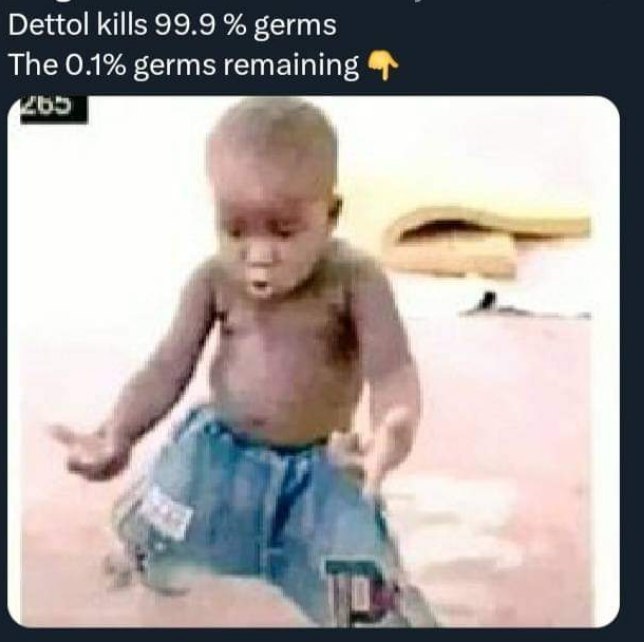 Dettol kills 99.9 % germs
The 0.1% germs remaining 👇
265